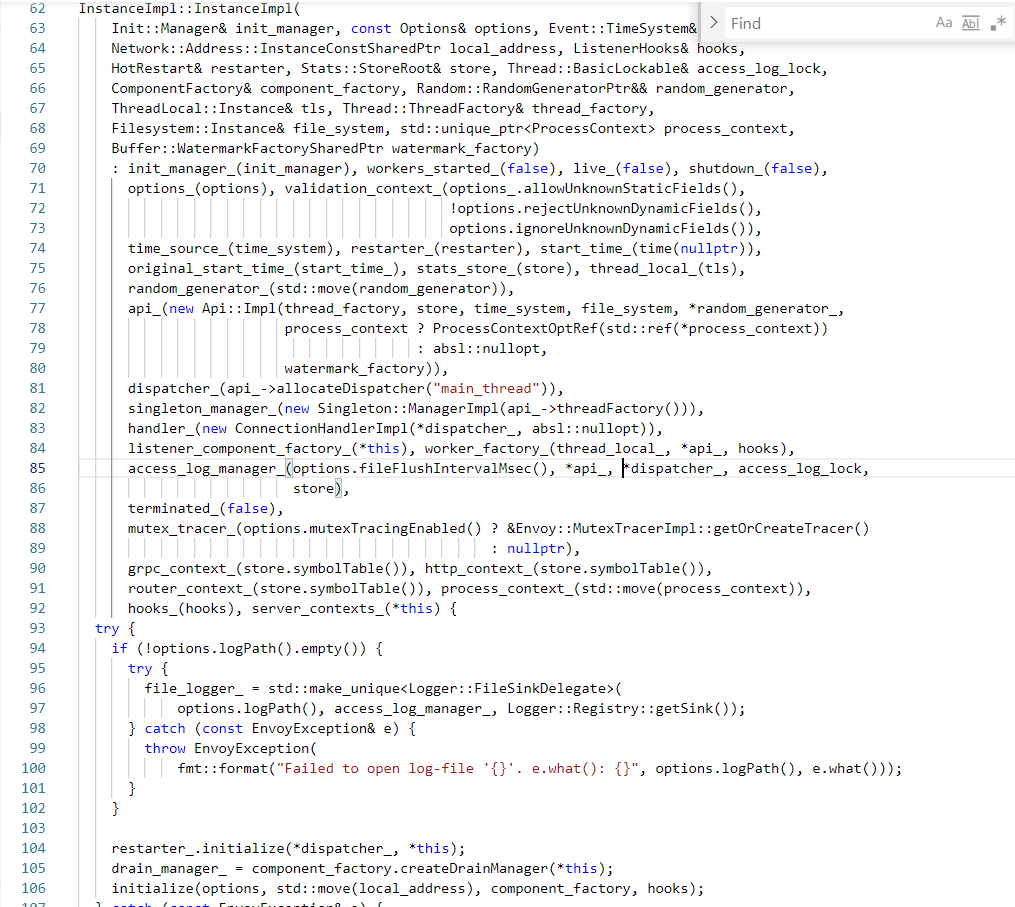 62 InstanceImpl::InstanceImpl(
63 Init::Manager& init_manager, const Options& options, Event::TimeSystem&
Find
Aa Abl .*
64 Network::Address::InstanceConstSharedPtr local_address, ListenerHooks& hooks,
65 HotRestart& restarter, Stats::StoreRoot& store, Thread::BasicLockable& access_log_lock,
66 ComponentFactory& component_factory, Random::RandomGeneratorPtr&& random_generator,
67 ThreadLocal::Instance& tls, Thread::ThreadFactory& thread_factory,
68 Filesystem::Instance& file_system, std::unique_ptr<ProcessContext> process_context,
69 Buffer::WatermarkFactorySharedPtr watermark_factory)
70 : init_manager_(init_manager), workers_started_(false), live_(false), shutdown_(false),
71 options_(options), validation_context_(options_.allowUnknownStaticFields(),
72 !options.rejectUnknownDynamicFields(),
73 options.ignoreUnknownDynamicFields()),
74 time_source_(time_system), restarter_(restarter), start_time_(time(nullptr)),
75 original_start_time_(start_time_), stats_store_(store), thread_local_(tls),
76 random_generator_(std::move(random_generator)),
77 api_(new Api::Impl(thread_factory, store, time_system, file_system, *random_generator_,
78 process_context ? ProcessContextOptRef(std::ref(*process_context))
79 : absl::nullopt,
80 watermark_factory)),
81 dispatcher_(api_->allocateDispatcher("main_thread")),
82 singleton_manager_(new Singleton::ManagerImpl(api_->threadFactory())),
83 handler_(new ConnectionHandlerImpl(*dispatcher_, absl::nullopt)),
84 listener_component_factory_(*this), worker_factory_(thread_local_, *api_, hooks),
85 access_log_manager_(options.fileFlushIntervalMsec(), *api_, *dispatcher_, access_log_lock,
86 store),
87 terminated_(false),
88 mutex_tracer_(options.mutexTracingEnabled() ? &Envoy::MutexTracerImpl::getOrCreateTracer()
89 : nullptr),
90 grpc_context_(store.symbolTable()), http_context_(store.symbolTable()),
91 router_context_(store.symbolTable()), process_context_(std::move(process_context)),
92 hooks_(hooks), server_contexts_(*this) {
93 try {
94 if (!options.logPath().empty()) {
95 try {
96 file_logger_ = std::make_unique<Logger::FileSinkDelegate>(
97 options.logPath(), access_log_manager_, Logger::Registry::getSink());
98 } catch (const EnvoyException& e) {
99 throw EnvoyException(
100 fmt::format("Failed to open log-file '{}'. e.what(): {}", options.logPath(), e.what()));
101 }
102 }
103
104 restarter_.initialize(*dispatcher_, *this);
105 drain_manager_ = component_factory.createDrainManager(*this);
106 initialize(options, std::move(local_address), component_factory, hooks);
107 } catch (const EnvoyException& e) {